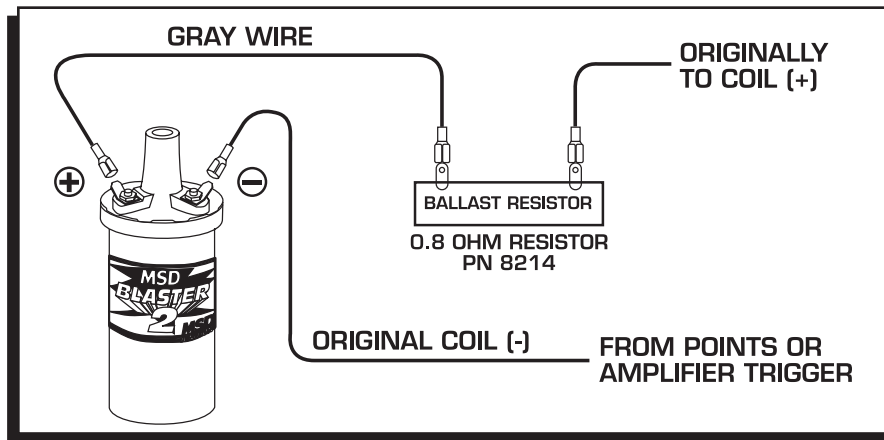 GRAY WIRE
ORIGINALLY
TO COIL (+)
+
−
BALLAST RESISTOR
0.8 OHM RESISTOR
PN 8214
MSD
BLASTER
2
MSD
ORIGINAL COIL (-)
FROM POINTS OR
AMPLIFIER TRIGGER